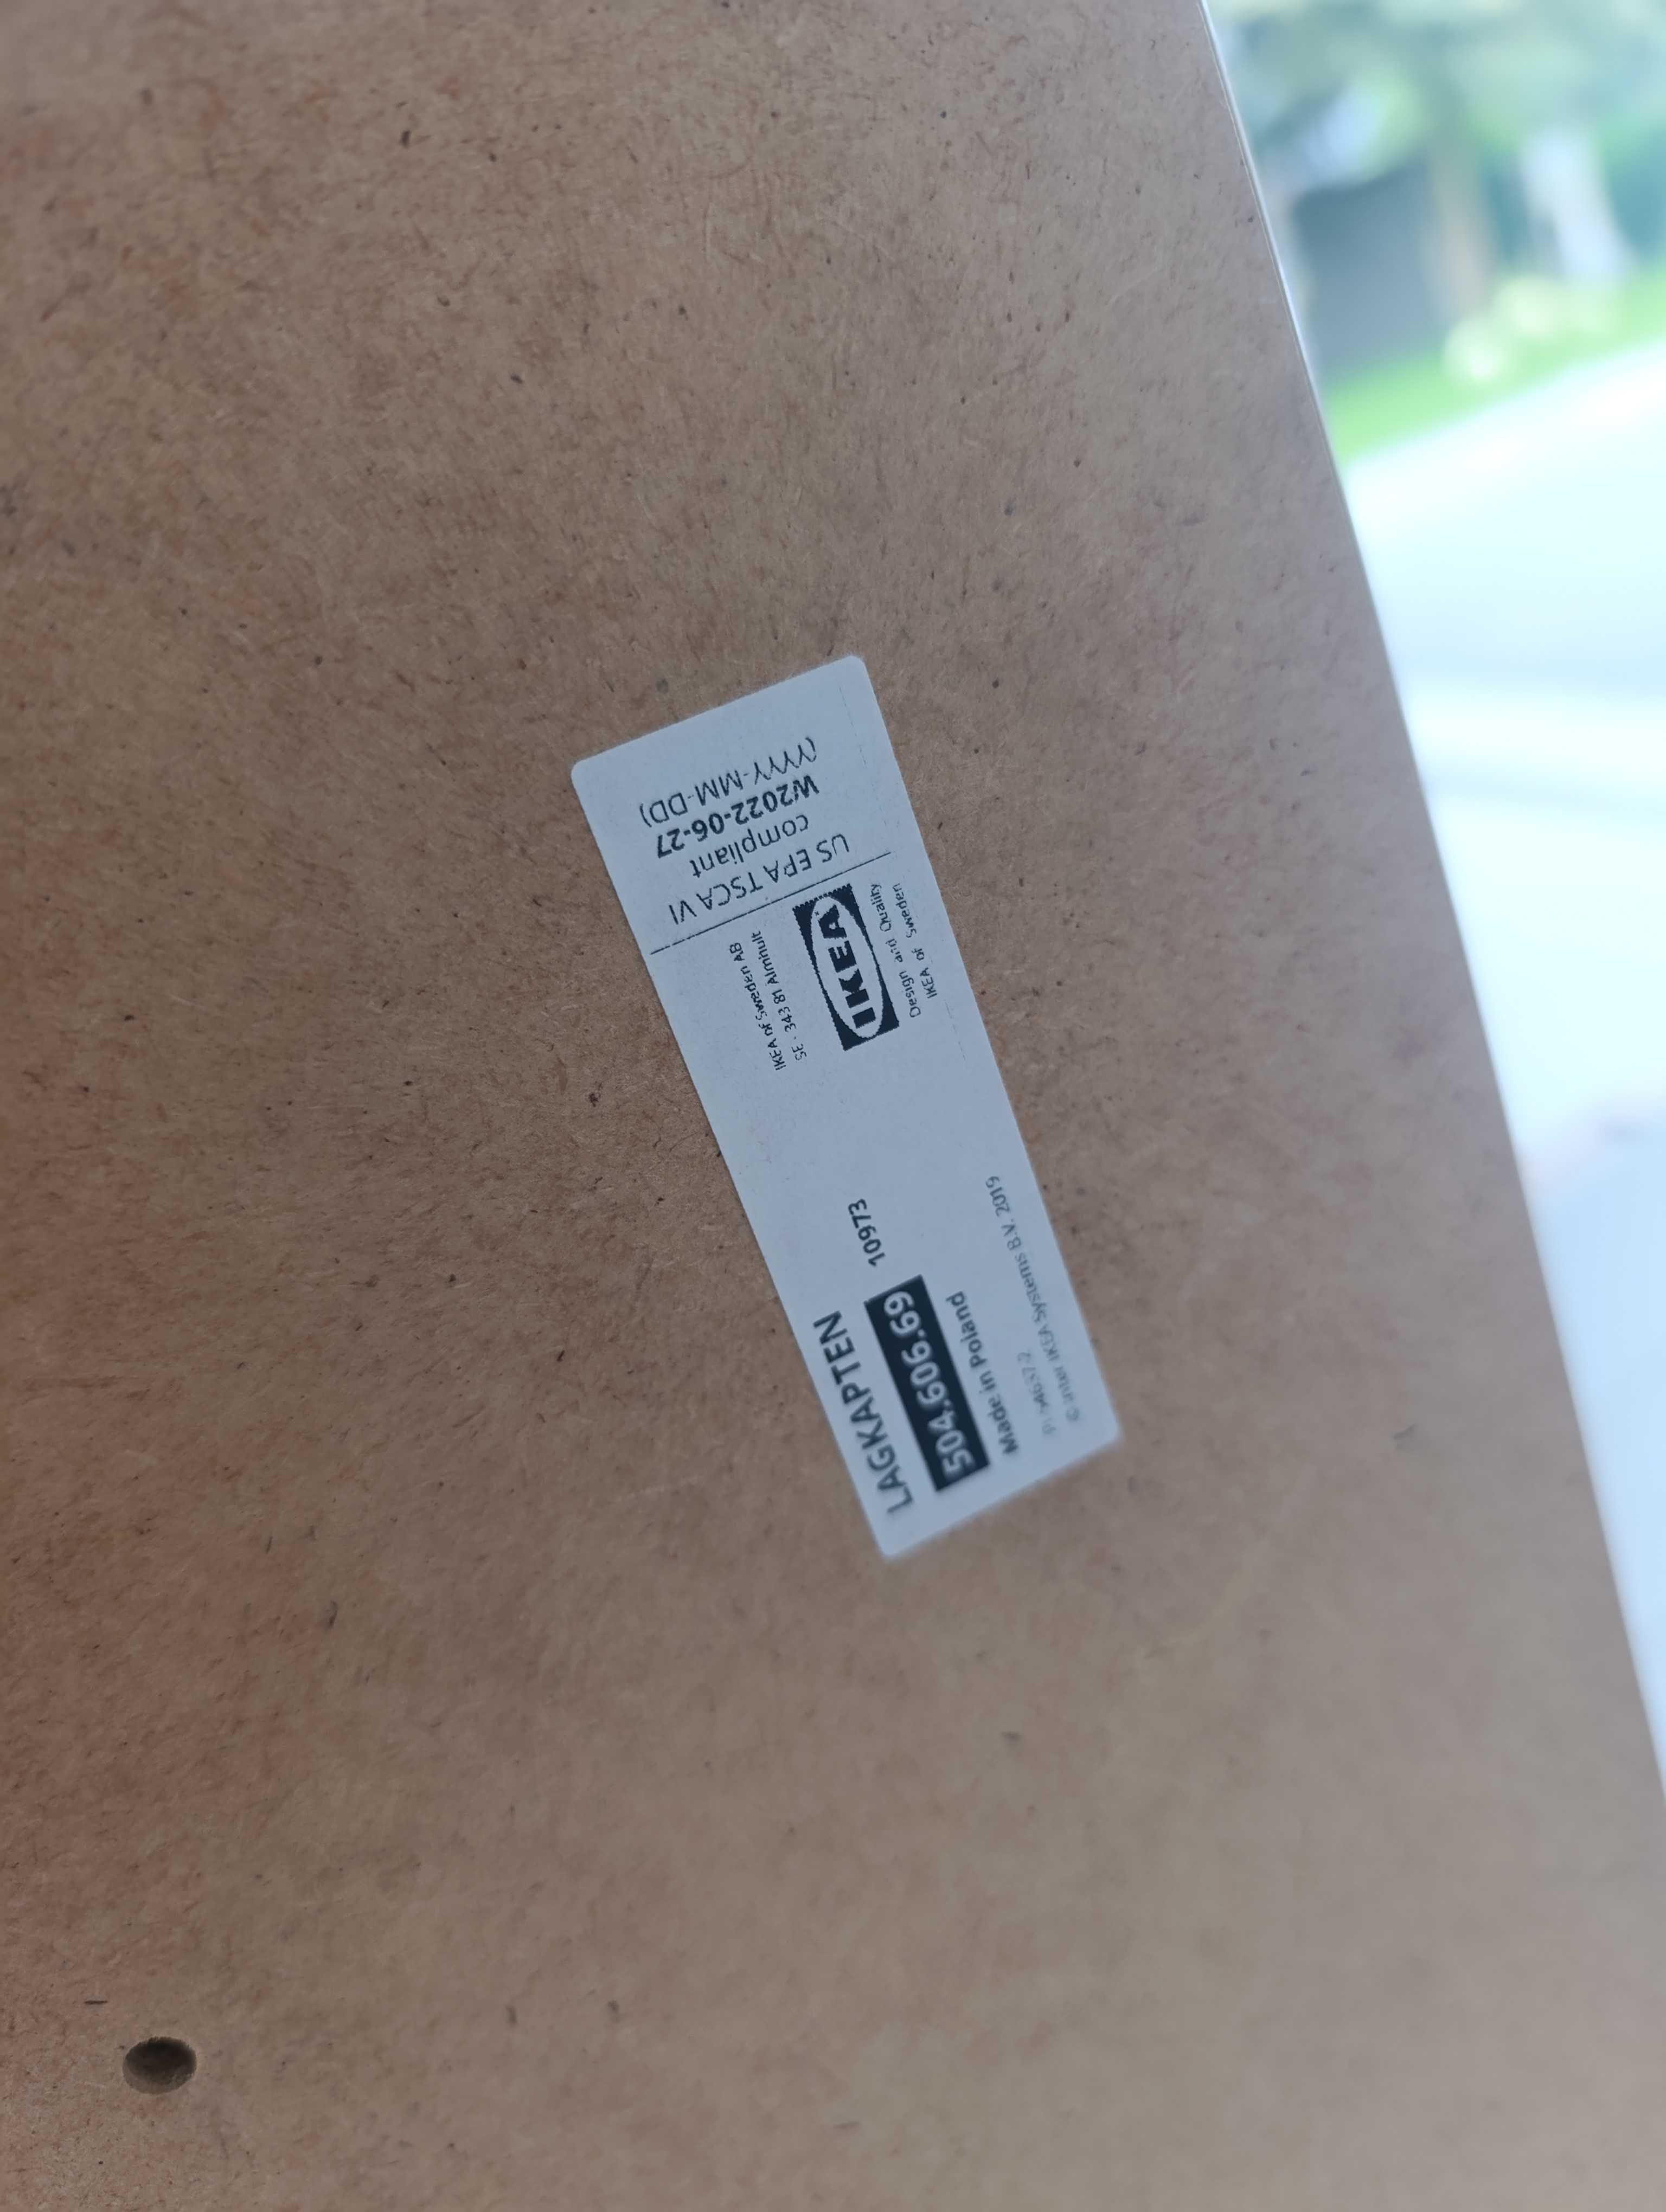 LAGKAPTEN
504.606.69 10973
Made in Poland
© Inter IKEA Systems B.V. 2019
IKEA of Sweden AB
SE - 343 81 Älmhult
IKEA
Design and Quality
IKEA of Sweden
US EPA TSCA VI
compliant
W2022-06-27
(YYYY-MM-DD)